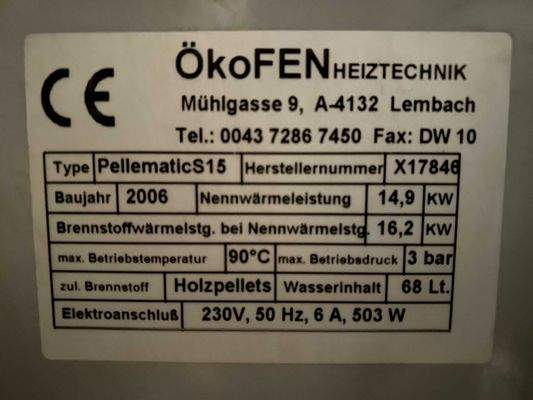 CE
ÖkoFEN HEIZTECHNIK
Mühlgasse 9, A-4132 Lembach
Tel.: 0043 7286 7450 Fax: DW 10
Type PellematicS15 Herstellernummer X17846
Baujahr 2006 Nennwärmeleistung 14,9 KW
Brennstoffwärmelstg. bei Nennwärmelstg. 16,2 KW
max. Betriebstemperatur 90°C max. Betriebsdruck 3 bar
zul. Brennstoff Holzpellets Wasserinhalt 68 Lt.
Elektroanschluß 230V, 50 Hz, 6 A, 503 W